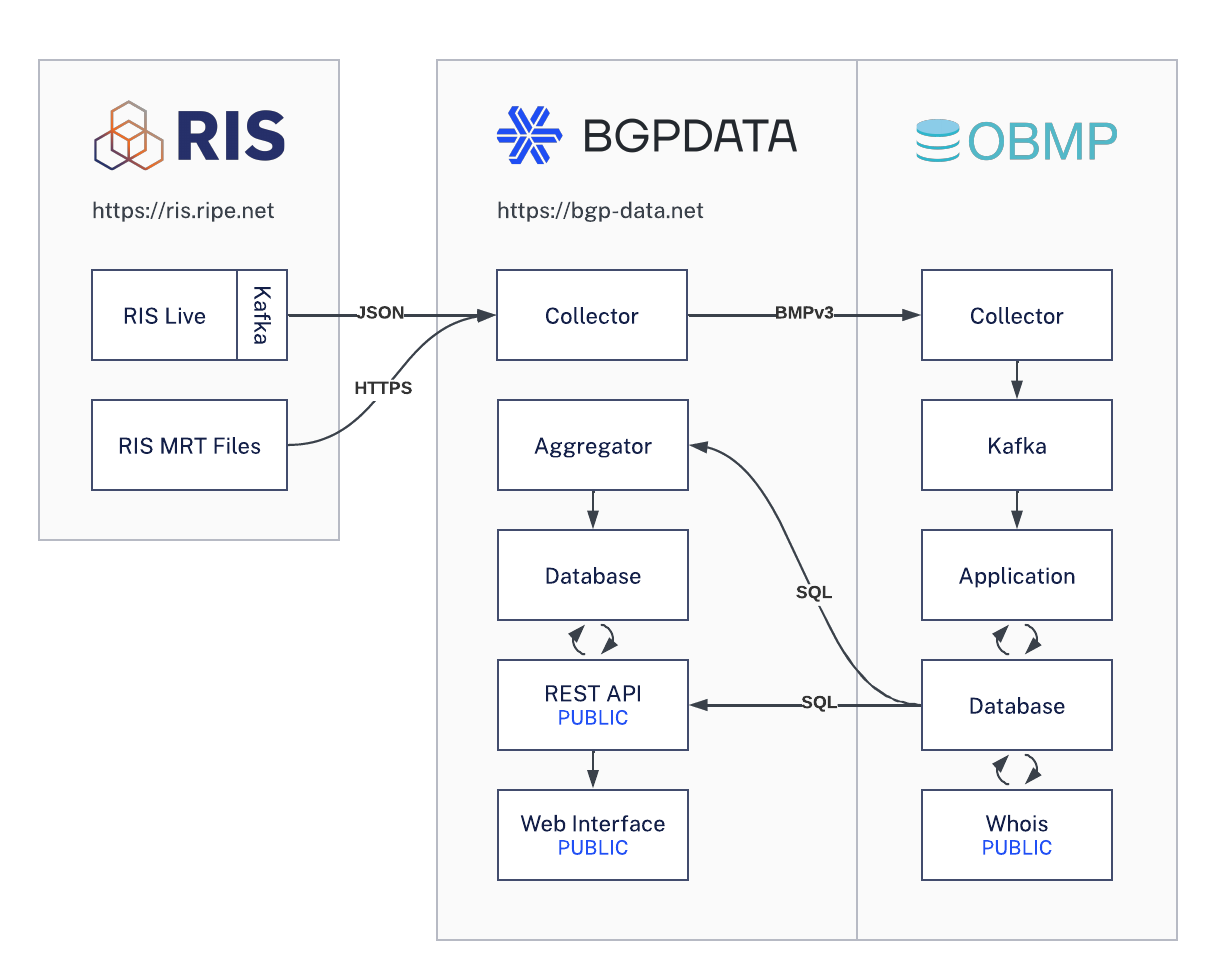 RIS
https://ris.ripe.net
RIS Live
Kafka
RIS MRT Files
JSON
HTTPS
BGPDATA
https://bgp-data.net
Collector
Aggregator
Database
REST API
PUBLIC
Web Interface
PUBLIC
BMPv3
SQL
SQL
OBMP
Collector
Kafka
Application
Database
Whois
PUBLIC